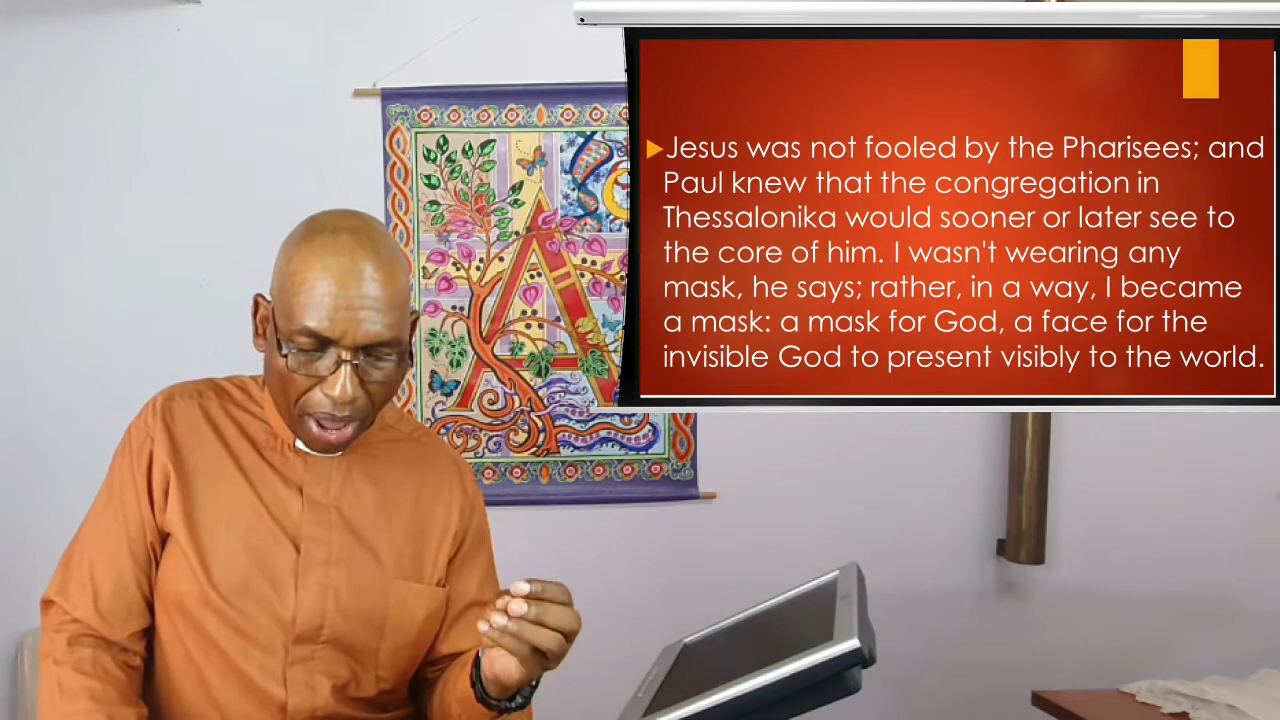 Jesus was not fooled by the Pharisees; and
Paul knew that the congregation in
Thessalonika would sooner or later see to
the core of him. I wasn't wearing any
mask, he says; rather, in a way, I became
a mask: a mask for God, a face for the
invisible God to present visibly to the world.